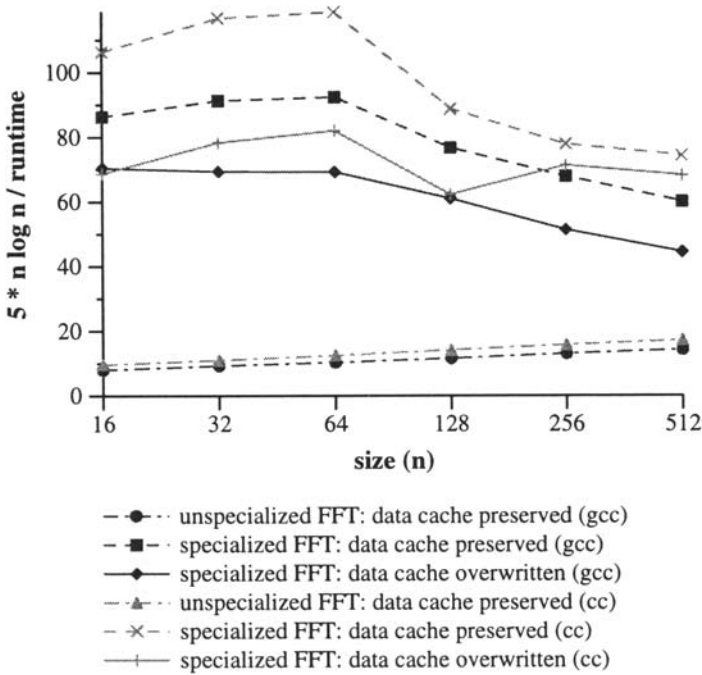 100
80
60
40
20
0
5 * n log n / runtime
16 32 64 128 256 512
size (n)
unspecialized FFT: data cache preserved (gcc)
specialized FFT: data cache preserved (gcc)
specialized FFT: data cache overwritten (gcc)
unspecialized FFT: data cache preserved (cc)
specialized FFT: data cache preserved (cc)
specialized FFT: data cache overwritten (cc)